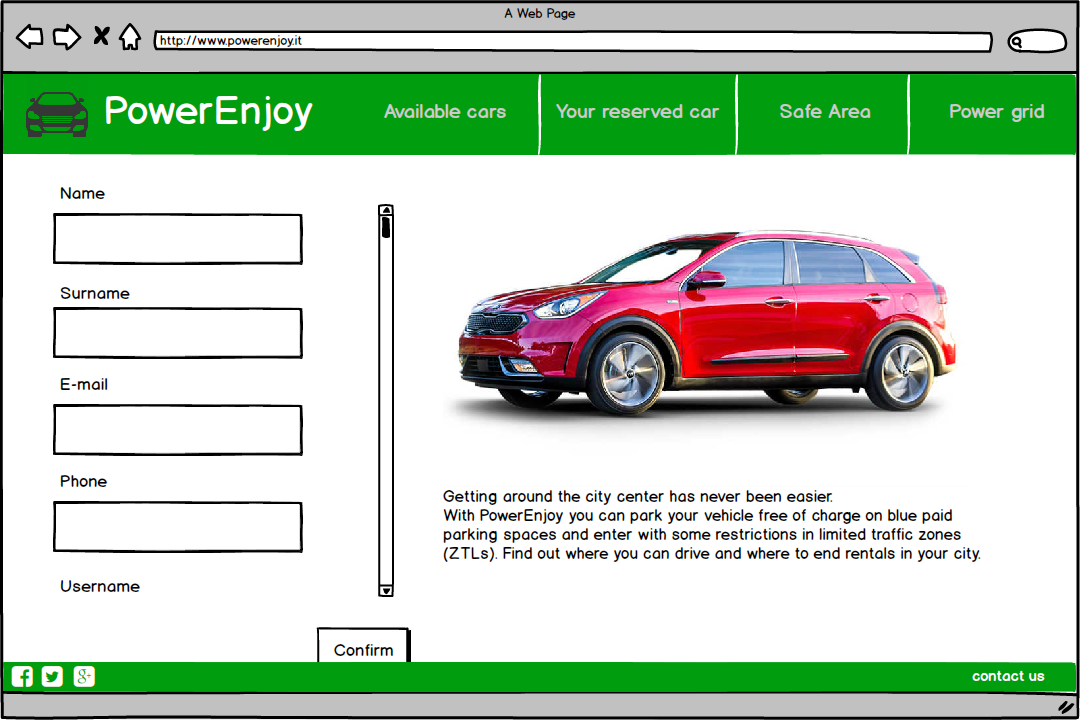 A Web Page
http://www.powerenjoy.it
PowerEnjoy
Available cars
Your reserved car
Safe Area
Power grid
Name
Surname
E-mail
Phone
Username
Confirm
Getting around the city center has never been easier.
With PowerEnjoy you can park your vehicle free of charge on blue paid
parking spaces and enter with some restrictions in limited traffic zones
(ZTLs). Find out where you can drive and where to end rentals in your city.
f
g+
contact us